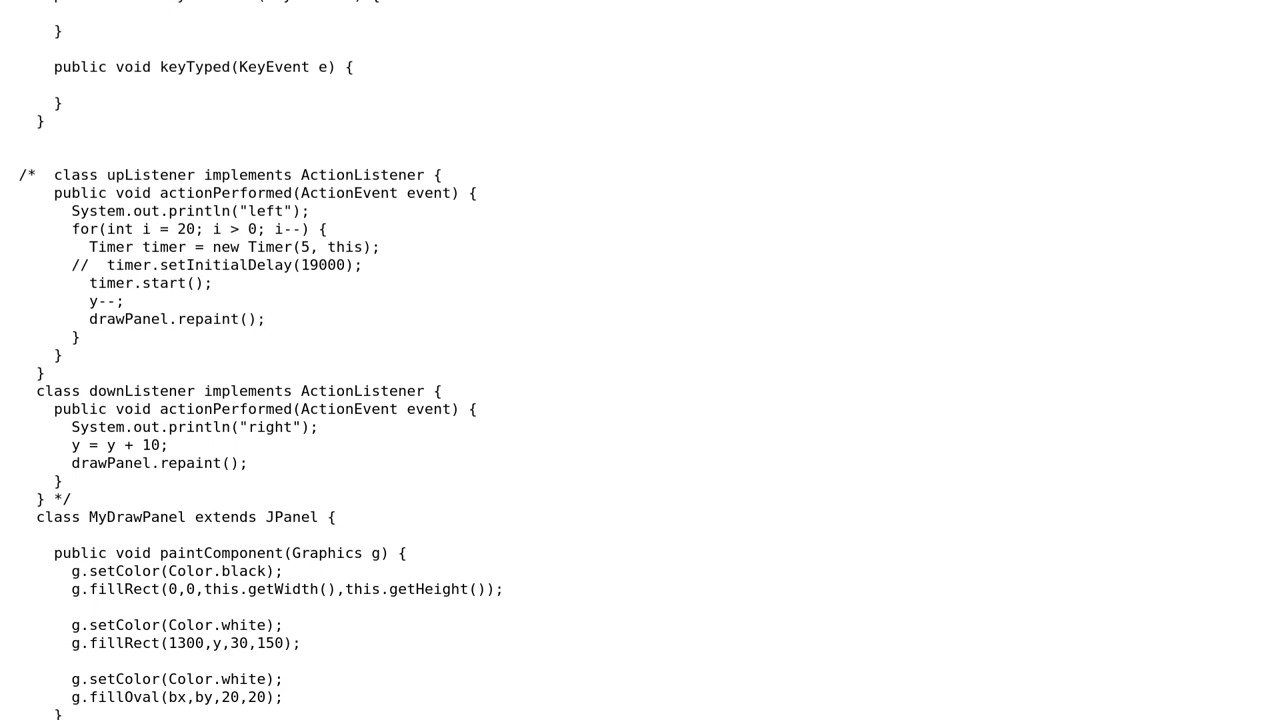 }

    public void keyTyped(KeyEvent e) {

    }
  }


/*  class upListener implements ActionListener {
    public void actionPerformed(ActionEvent event) {
      System.out.println("left");
      for(int i = 20; i > 0; i--) {
        Timer timer = new Timer(5, this);
      //  timer.setInitialDelay(19000);
        timer.start();
        y--;
        drawPanel.repaint();
      }
    }
  }
  class downListener implements ActionListener {
    public void actionPerformed(ActionEvent event) {
      System.out.println("right");
      y = y + 10;
      drawPanel.repaint();
    }
  } */
  class MyDrawPanel extends JPanel {

    public void paintComponent(Graphics g) {
      g.setColor(Color.black);
      g.fillRect(0,0,this.getWidth(),this.getHeight());

      g.setColor(Color.white);
      g.fillRect(1300,y,30,150);

      g.setColor(Color.white);
      g.fillOval(bx,by,20,20);
    }